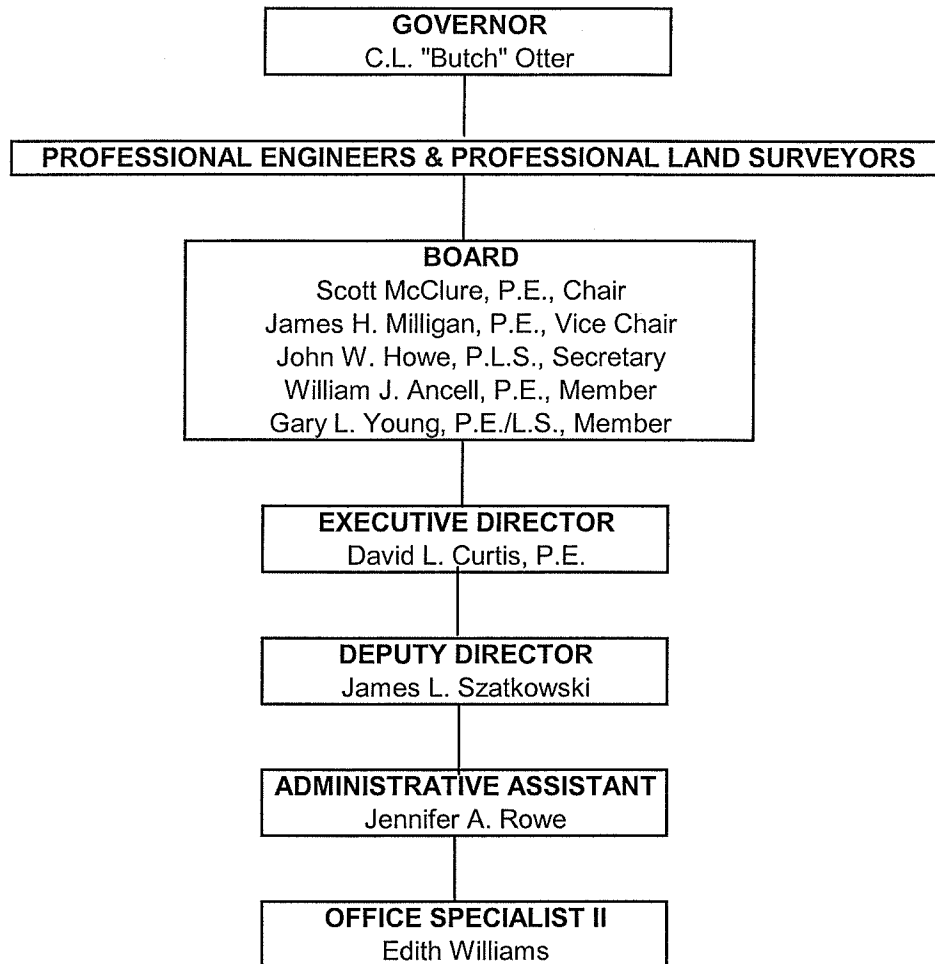 GOVERNOR
C.L. "Butch" Otter
PROFESSIONAL ENGINEERS & PROFESSIONAL LAND SURVEYORS
BOARD
Scott McClure, P.E., Chair
James H. Milligan, P.E., Vice Chair
John W. Howe, P.L.S., Secretary
William J. Ancell, P.E., Member
Gary L. Young, P.E./L.S., Member
EXECUTIVE DIRECTOR
David L. Curtis, P.E.
DEPUTY DIRECTOR
James L. Szatkowski
ADMINISTRATIVE ASSISTANT
Jennifer A. Rowe
OFFICE SPECIALIST II
Edith Williams